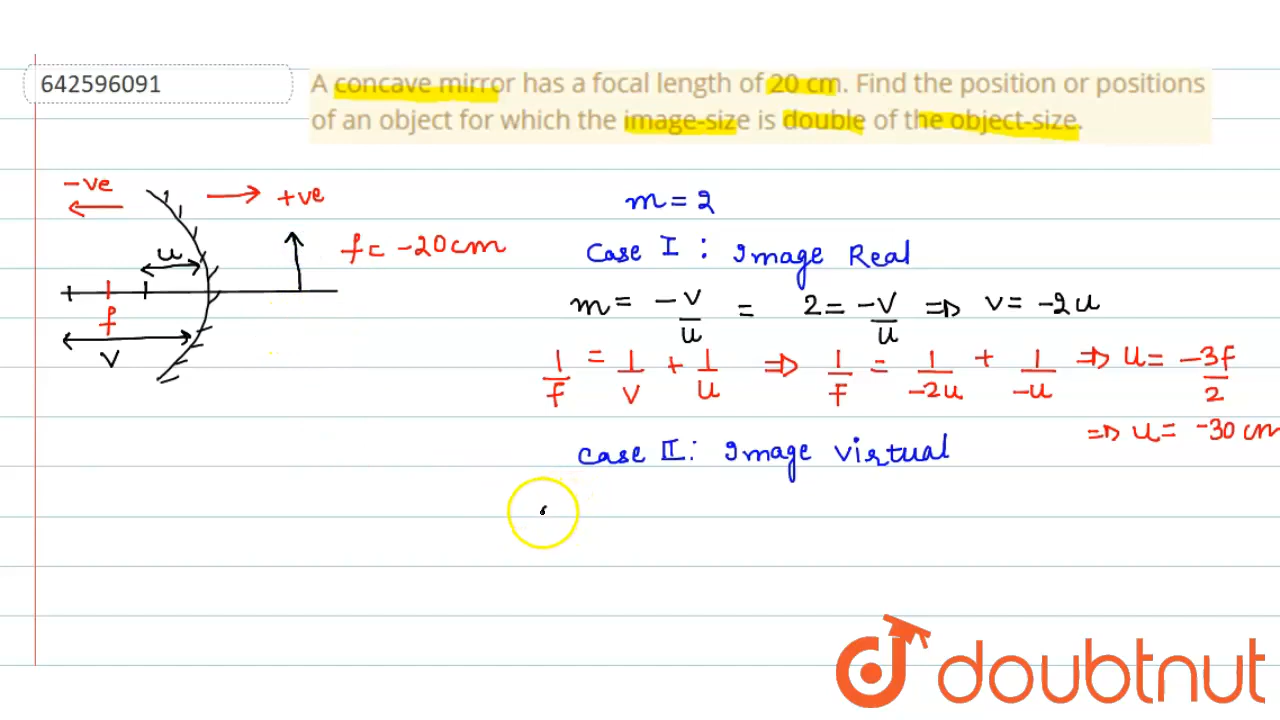 642596091
A concave mirror has a focal length of 20 cm. Find the position or positions
of an object for which the image-size is double of the object-size.
-ve
+ve
u
f
v
f = -20 cm
m = 2
Case I : Image Real
m = -v/u = 2 = -v/u => v = -2u
1/f = 1/v + 1/u => 1/f = 1/-2u + 1/-u => u = -3f/2
=> u = -30 cm
Case II : Image virtual
doubtnut